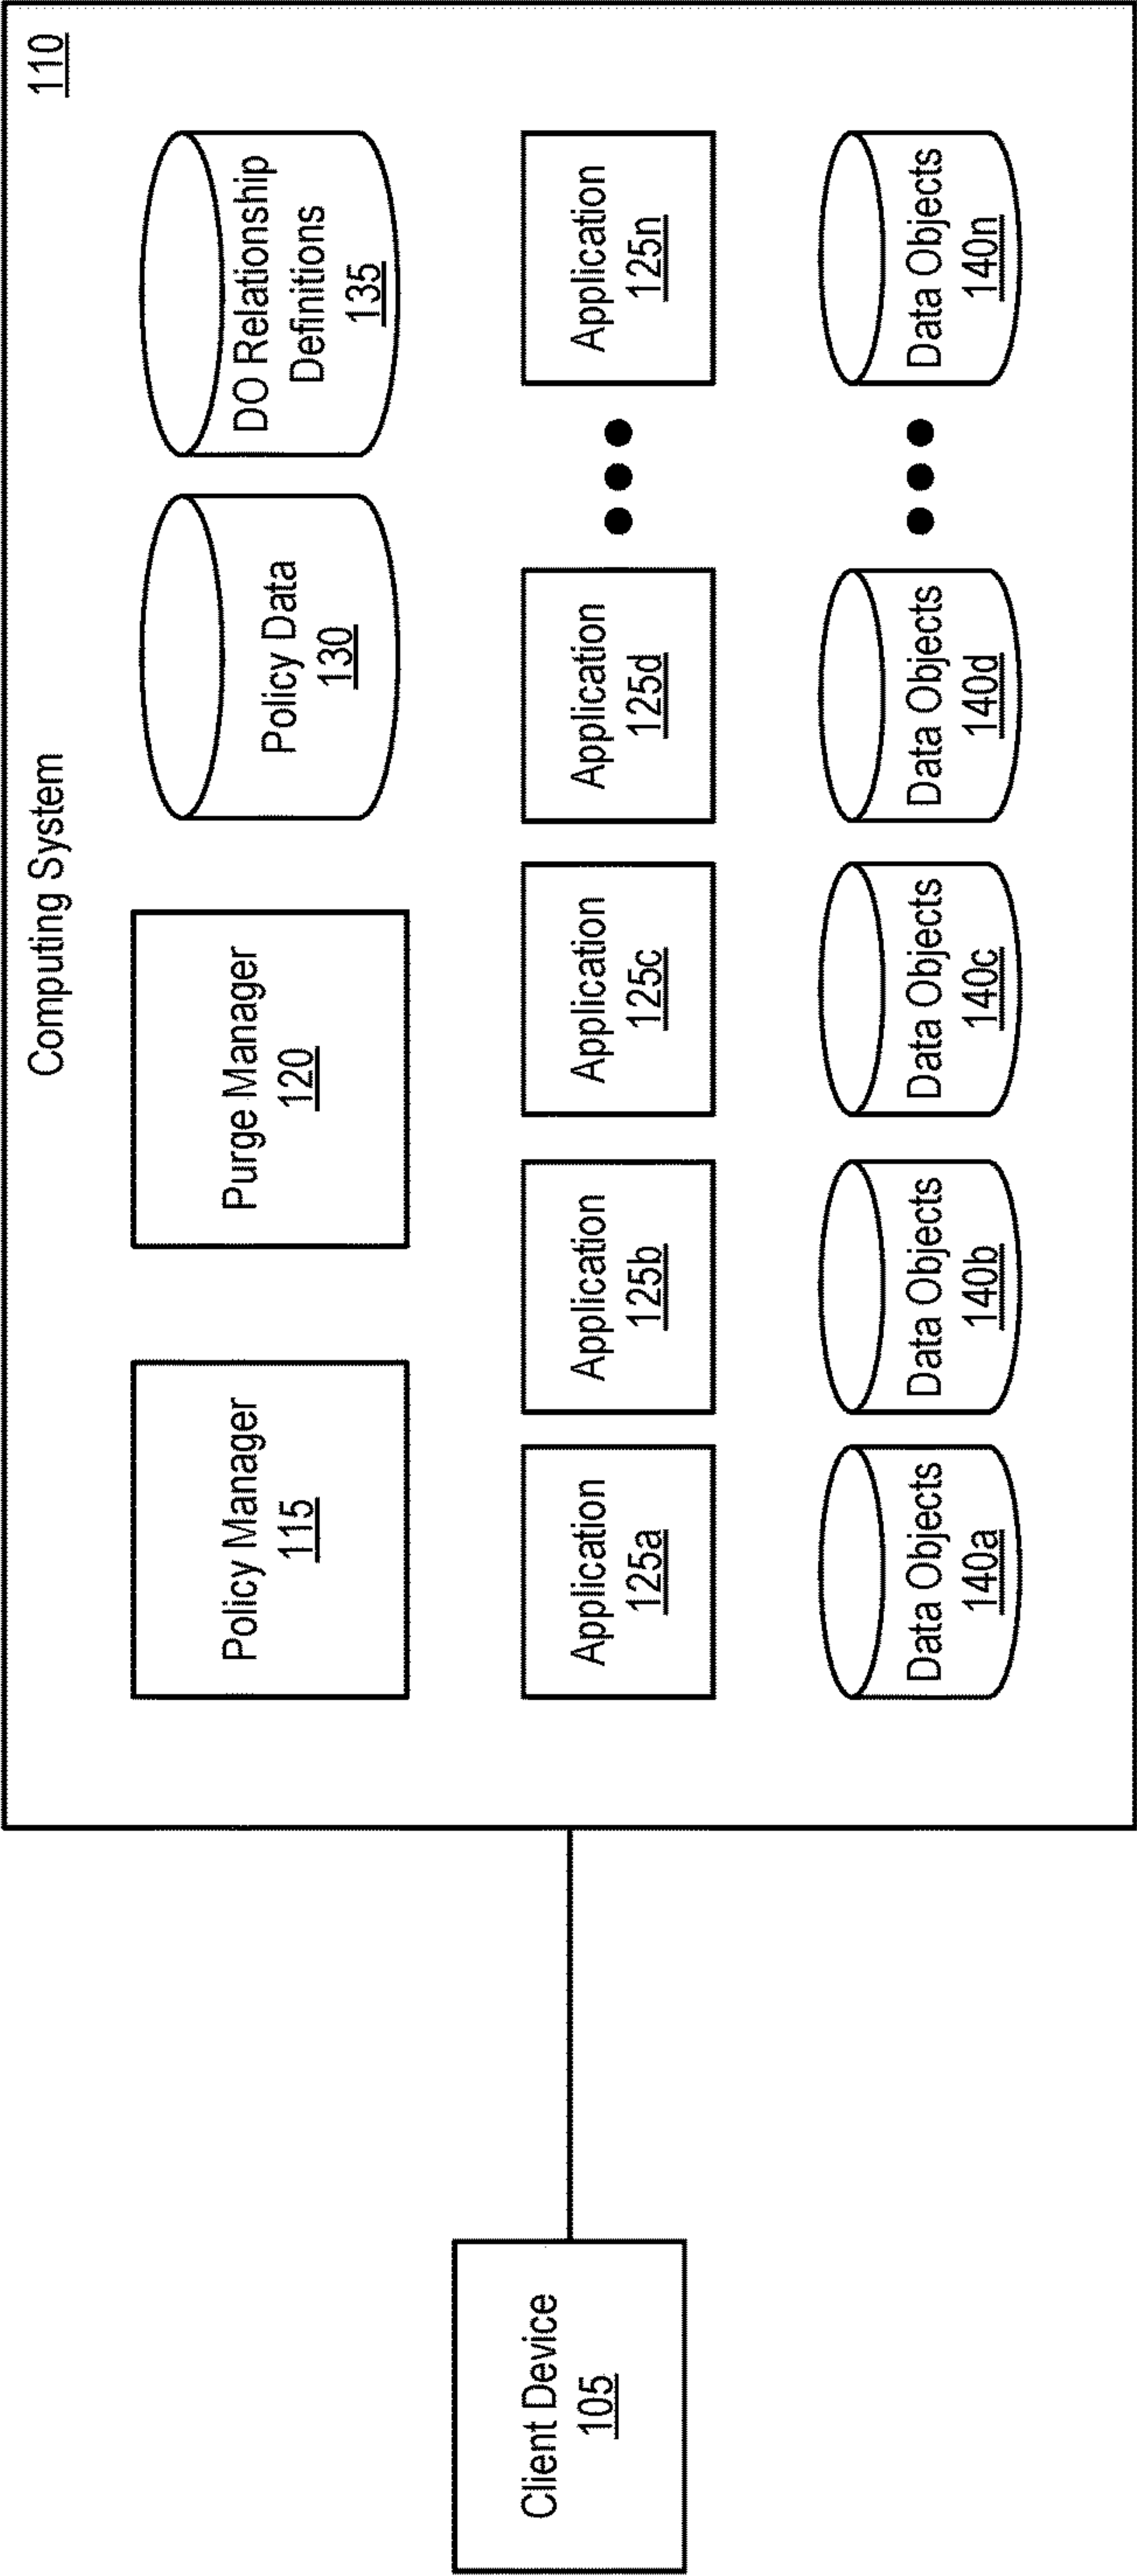 Computing System
110
Policy Manager
115
Purge Manager
120
Policy Data
130
DO Relationship
Definitions
135
Application
125a
Application
125b
Application
125c
Application
125d
Application
125n
Data Objects
140a
Data Objects
140b
Data Objects
140c
Data Objects
140d
Data Objects
140n
Client Device
105